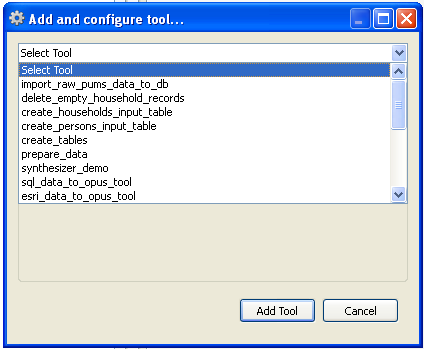 Add and configure tool...
Select Tool
Select Tool
import_raw_pums_data_to_db
delete_empty_household_records
create_households_input_table
create_persons_input_table
create_tables
prepare_data
synthesizer_demo
sql_data_to_opus_tool
esri_data_to_opus_tool
Add Tool Cancel